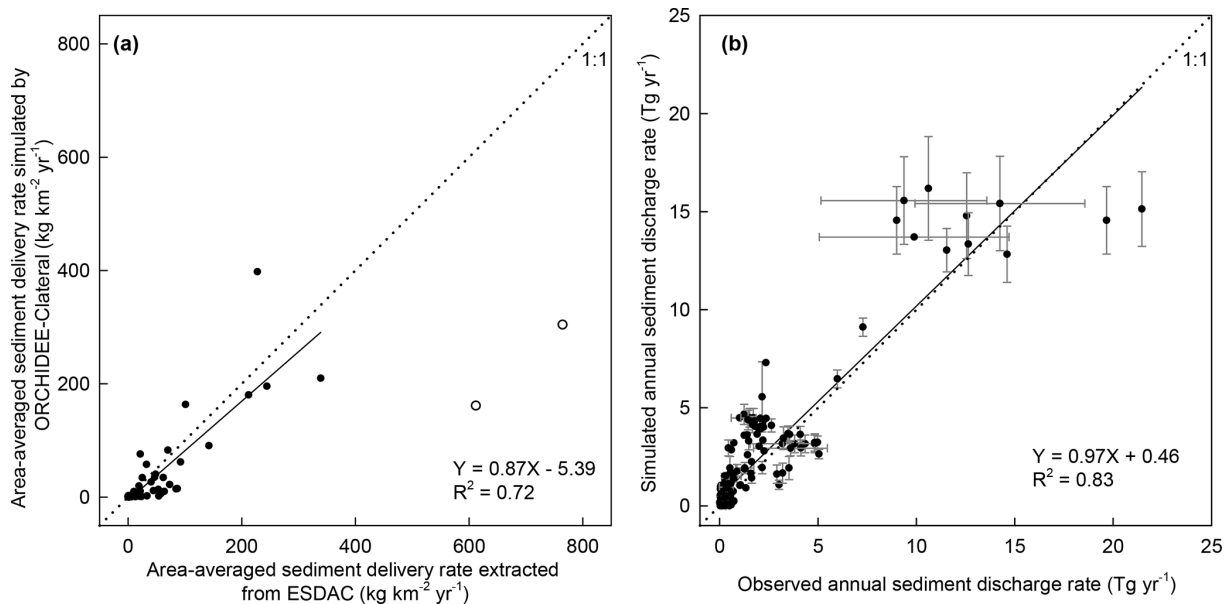 (a)
1:1
800
600
400
200
0
Y = 0.87X - 5.39
R² = 0.72
0 200 400 600 800
Area-averaged sediment delivery rate simulated by
ORCHIDEE-Clateral (kg km⁻² yr⁻¹)
Area-averaged sediment delivery rate extracted
from ESDAC (kg km⁻² yr⁻¹)
(b)
1:1
25
20
15
10
5
0
Y = 0.97X + 0.46
R² = 0.83
0 5 10 15 20 25
Simulated annual sediment discharge rate (Tg yr⁻¹)
Observed annual sediment discharge rate (Tg yr⁻¹)